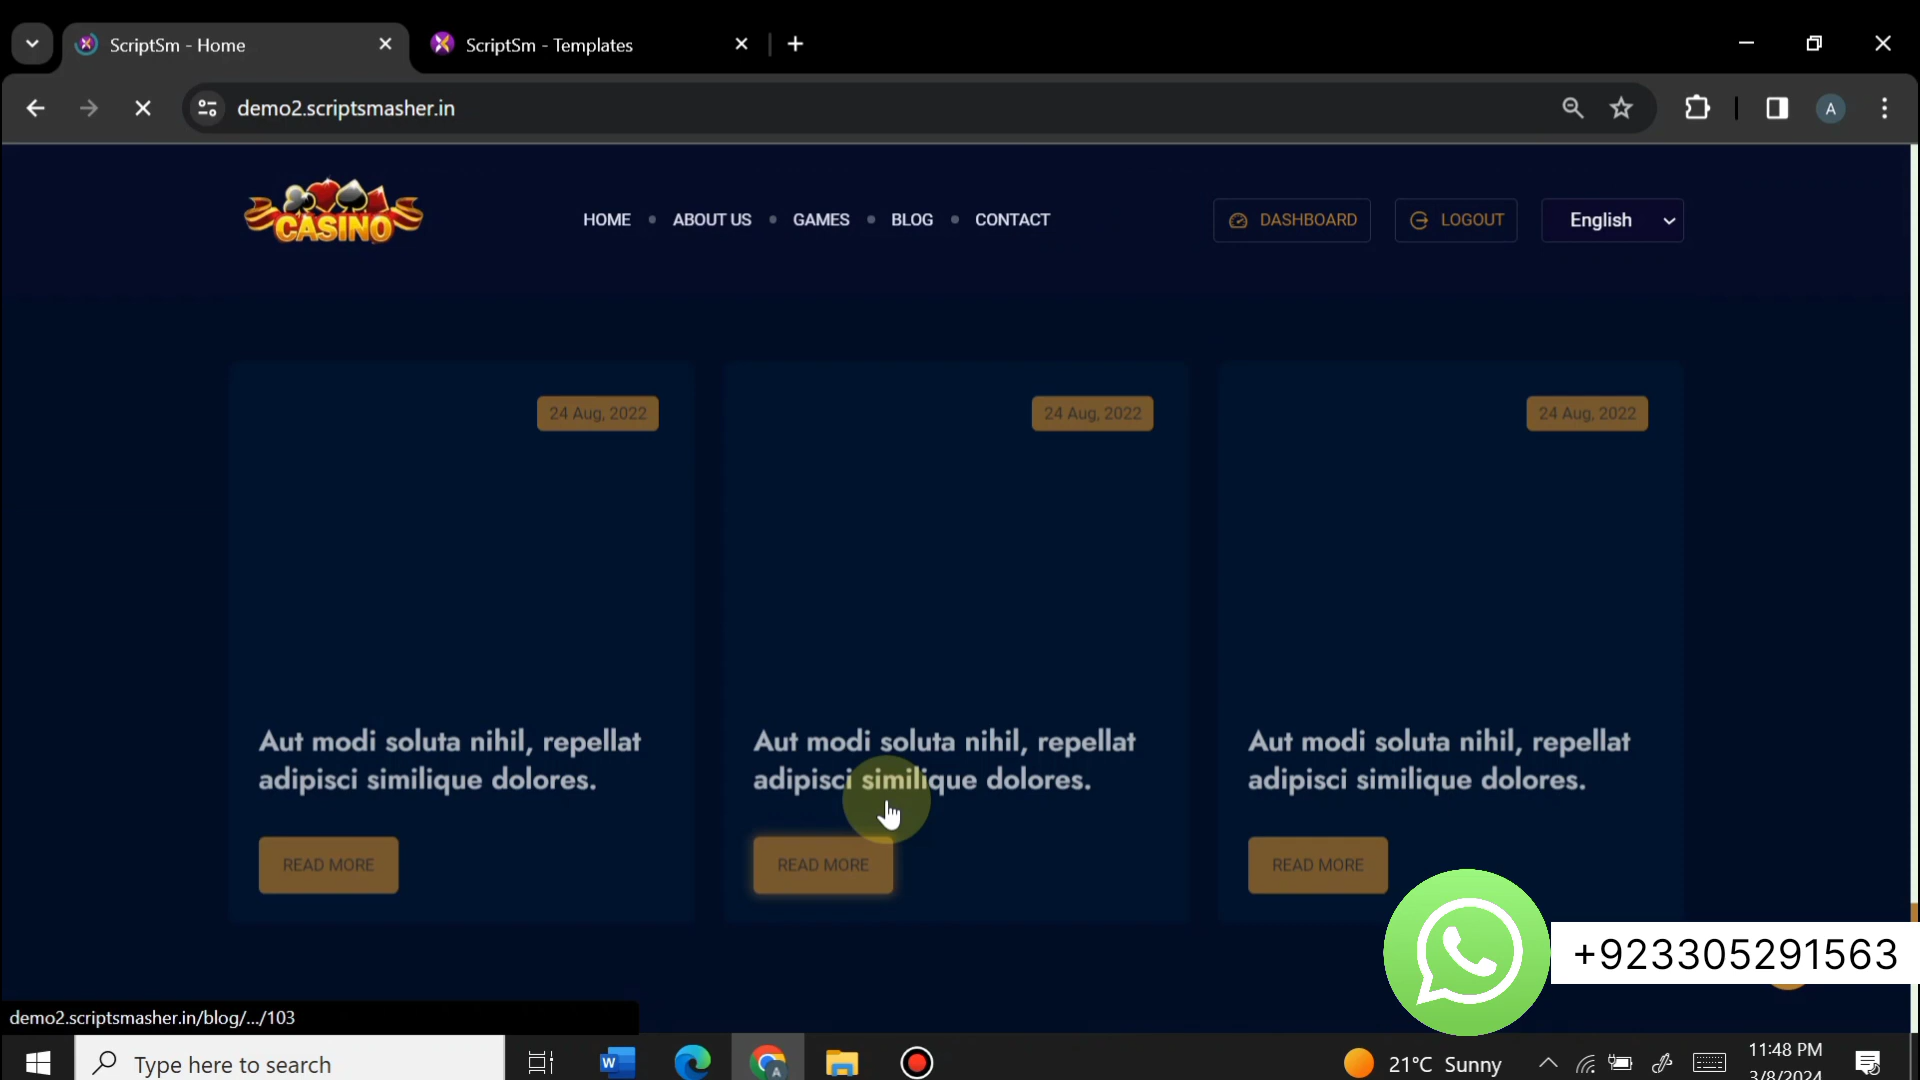 ScriptSm - Home
ScriptSm - Templates
demo2.scriptsmasher.in
A
CASINO
HOME
ABOUT US
GAMES
BLOG
CONTACT
DASHBOARD
LOGOUT
English
24 Aug, 2022
24 Aug, 2022
24 Aug, 2022
Aut modi soluta nihil, repellat
adipisci similique dolores.
Aut modi soluta nihil, repellat
adipisci similique dolores.
Aut modi soluta nihil, repellat
adipisci similique dolores.
READ MORE
READ MORE
READ MORE
+923305291563
demo2.scriptsmasher.in/blog/.../103
Type here to search
W
A
21°C Sunny
11:48 PM
3/8/2024